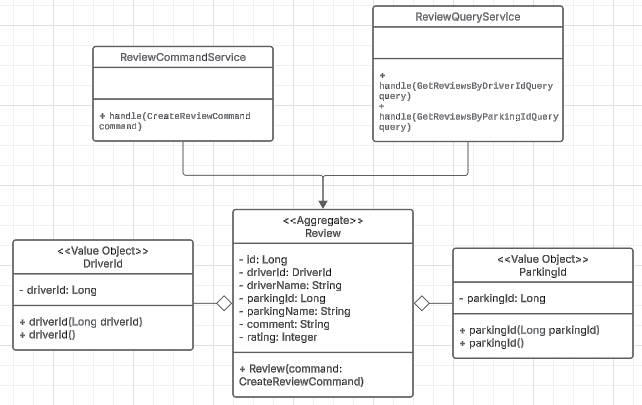 ReviewCommandService
+ handle(CreateReviewCommand
command)
ReviewQueryService
+
handle(GetReviewsByDriverIdQuery
query)
+
handle(GetReviewsByParkingIdQuery
query)
<<Aggregate>>
Review
- id: Long
- driverId: DriverId
- driverName: String
- parkingId: Long
- parkingName: String
- comment: String
- rating: Integer
+ Review(command:
CreateReviewCommand)
<<Value Object>>
DriverId
- driverId: Long
+ driverId(Long driverId)
+ driverId()
<<Value Object>>
ParkingId
- parkingId: Long
+ parkingId(Long parkingId)
+ parkingId()